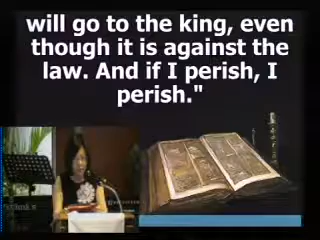 will go to the king, even
though it is against the
law. And if I perish, I
perish."